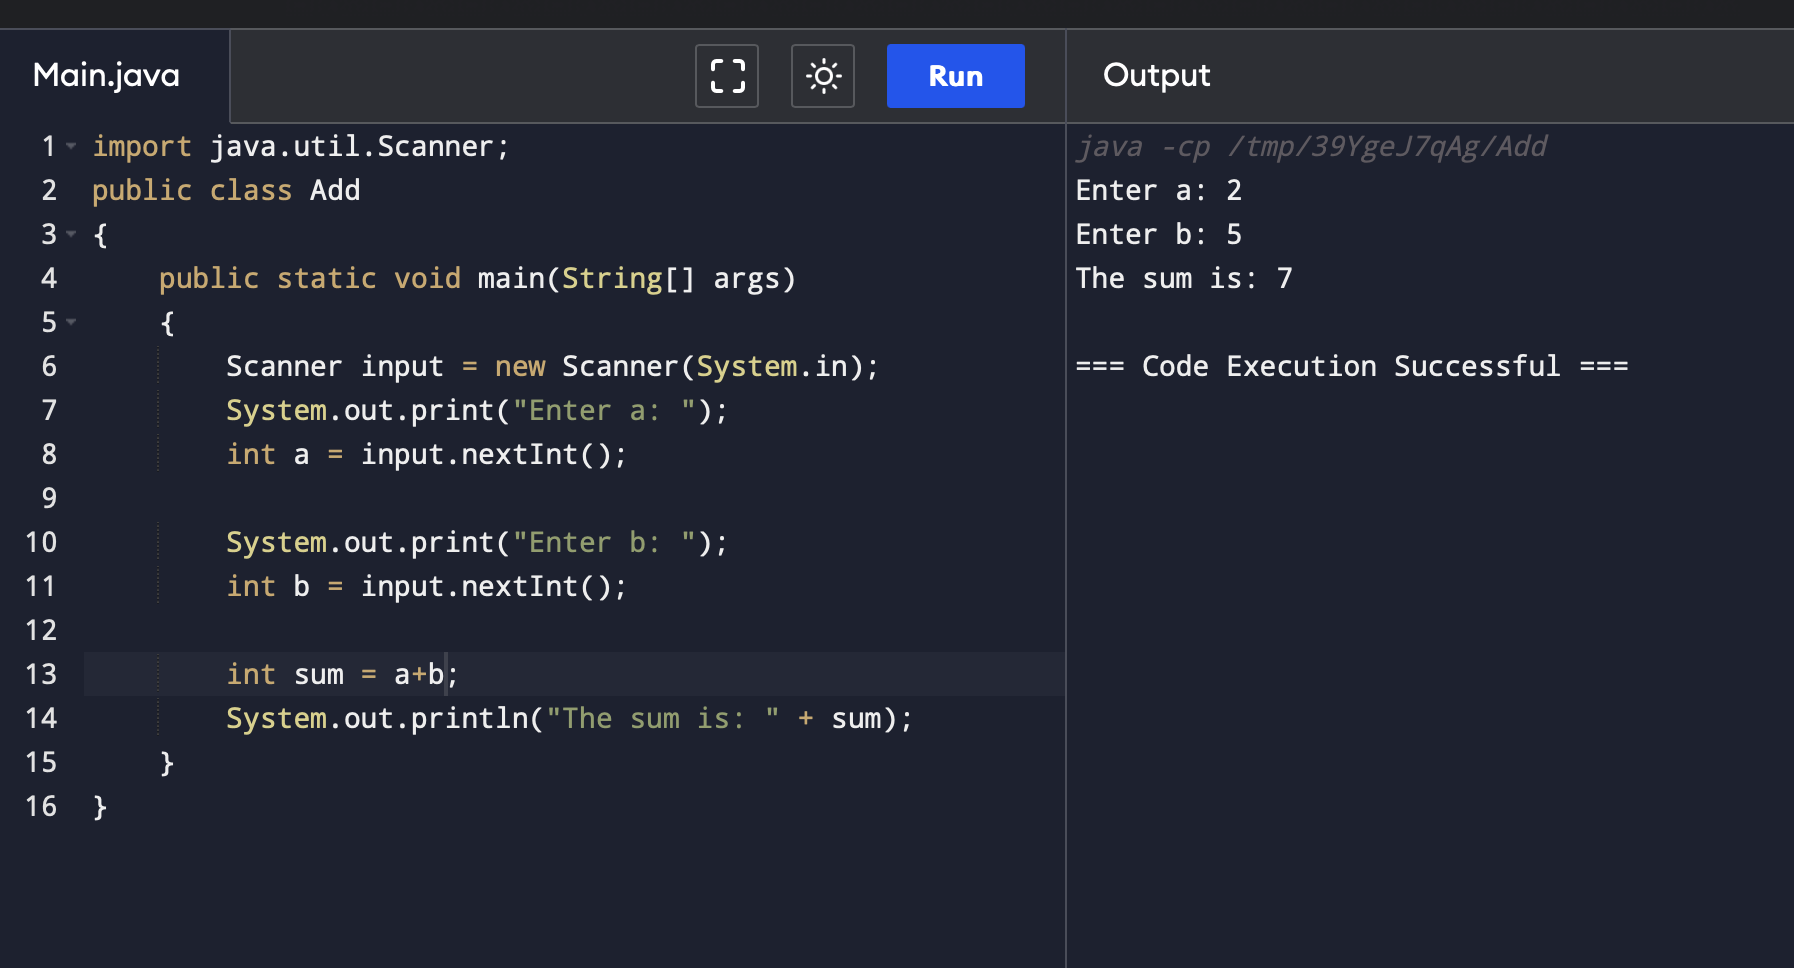 Main.java
Run
Output
1 import java.util.Scanner;
2 public class Add
3 {
4     public static void main(String[] args)
5     {
6         Scanner input = new Scanner(System.in);
7         System.out.print("Enter a: ");
8         int a = input.nextInt();
9
10         System.out.print("Enter b: ");
11         int b = input.nextInt();
12
13         int sum = a+b;
14         System.out.println("The sum is: " + sum);
15     }
16 }
java -cp /tmp/39YgeJ7qAg/Add
Enter a: 2
Enter b: 5
The sum is: 7
=== Code Execution Successful ===